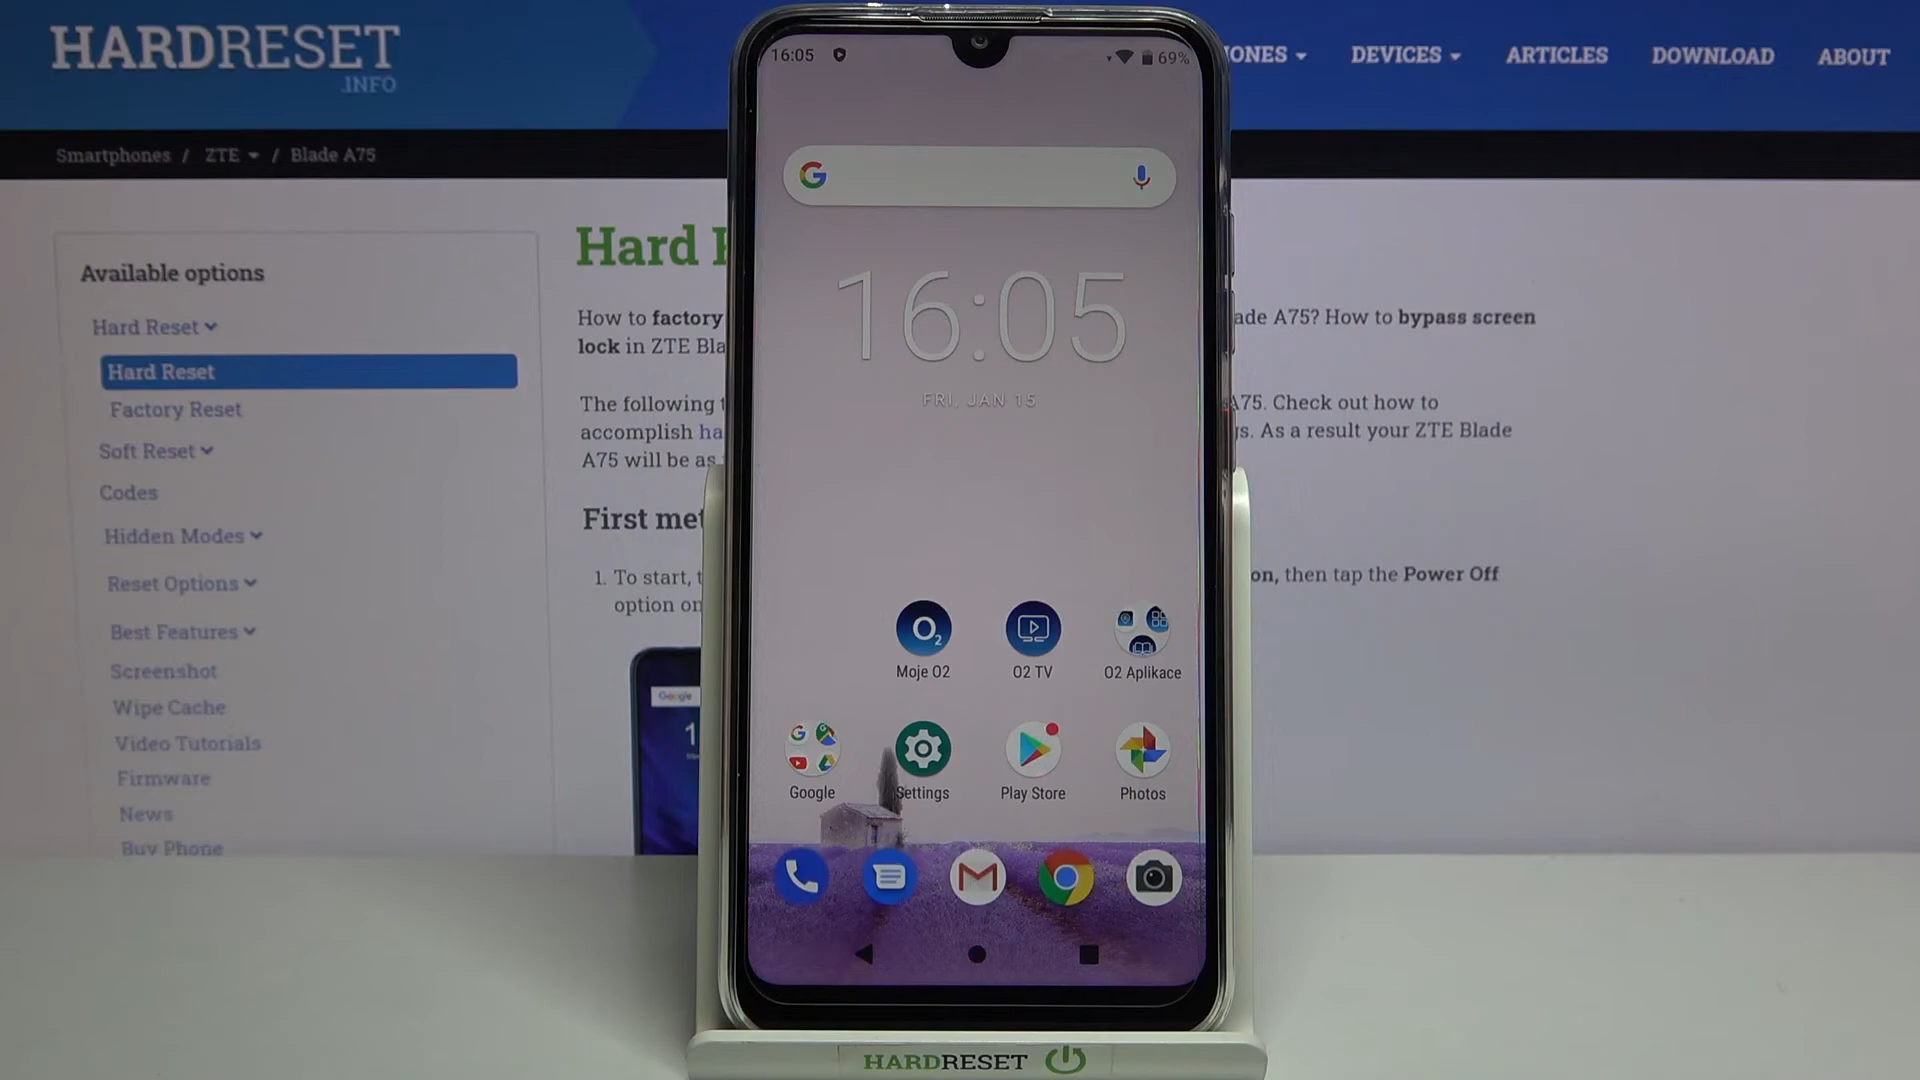 HARDRESET
.INFO
ONES
DEVICES
ARTICLES
DOWNLOAD
ABOUT
Smartphones / ZTE / Blade A75
Available options
Hard Reset
Hard Reset
Factory Reset
Soft Reset
Codes
Hidden Modes
Reset Options
Best Features
Screenshot
Wipe Cache
Video Tutorials
Firmware
News
Buy Phone
Hard
How to factory
ade A75? How to bypass screen
lock in ZTE Bla
The following
A75. Check out how to
accomplish ha
s. As a result your ZTE Blade
A75 will be as
First met
1. To start, t
on, then tap the Power Off
option on
Google
16:05
69%
16:05
FRI, JAN 15
O2
Moje O2
O2 TV
O2 Aplikace
Google
Settings
Play Store
Photos
HARDRESET